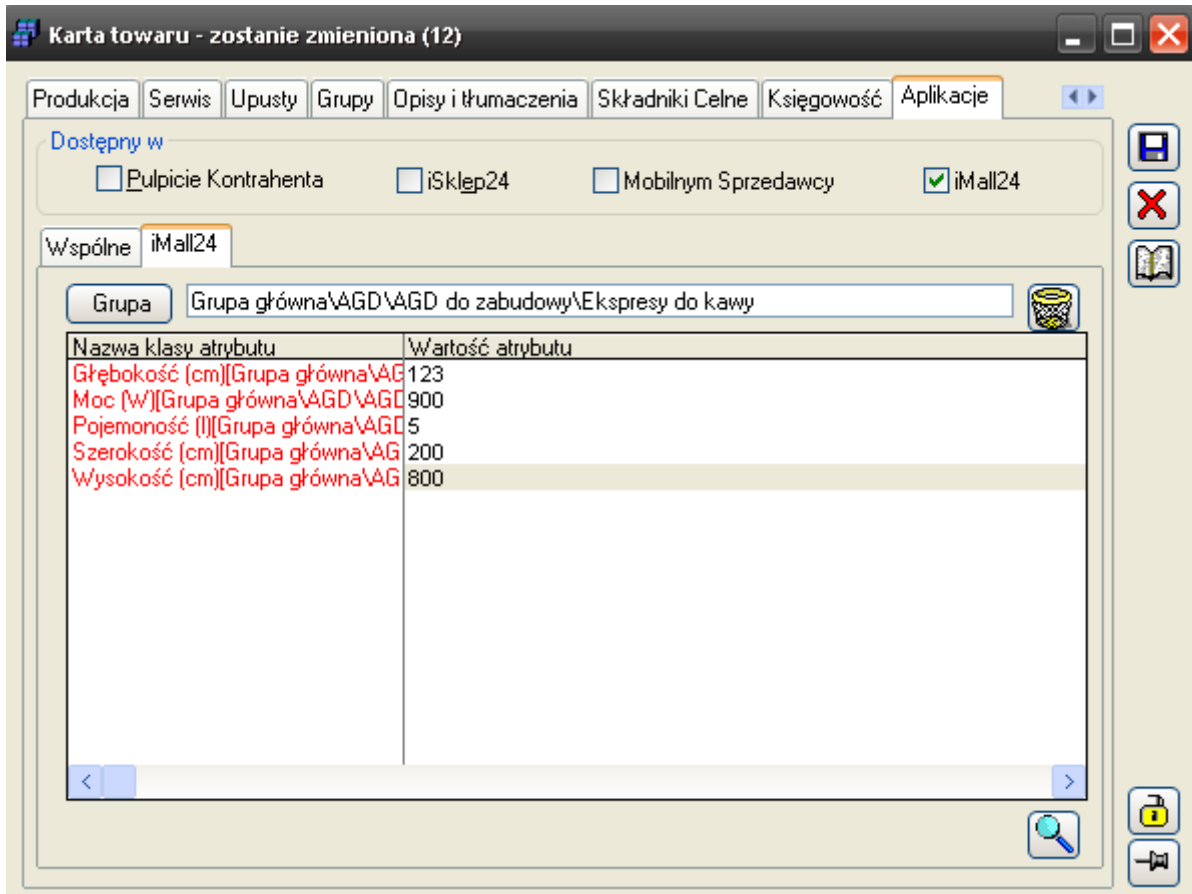 Karta towaru - zostanie zmieniona (12)
Produkcja Serwis Upusty Grupy Opisy i tłumaczenia Składniki Celne Księgowość Aplikacje
Dostępny w
Pulpicie Kontrahenta iSklep24 Mobilnym Sprzedawcy iMall24
Wspólne iMall24
Grupa Grupa główna\AGD\AGD do zabudowy\Ekspresy do kawy
Nazwa klasy atrybutu Wartość atrybutu
Głębokość (cm)[Grupa główna\AG 123
Moc (W)[Grupa główna\AGD\AGD 900
Pojemoność (l)[Grupa główna\AGD 5
Szerokość (cm)[Grupa główna\AG 200
Wysokość (cm)[Grupa główna\AG 800